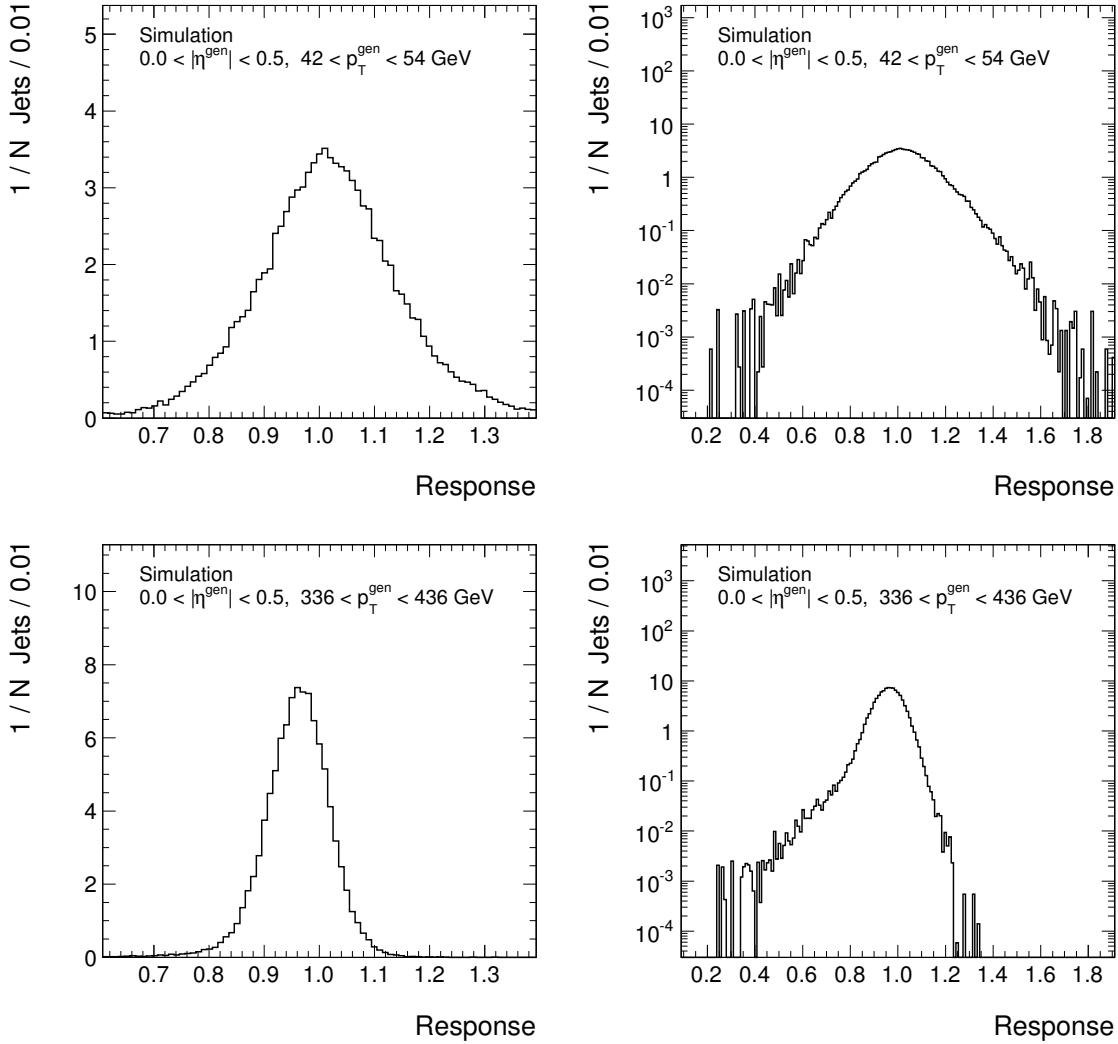 1 / N Jets / 0.01
Simulation
0.0 < |η^gen| < 0.5, 42 < p_T^gen < 54 GeV
5
4
3
2
1
0
0.7 0.8 0.9 1.0 1.1 1.2 1.3
Response
1 / N Jets / 0.01
Simulation
0.0 < |η^gen| < 0.5, 42 < p_T^gen < 54 GeV
10^3
10^2
10
1
10^-1
10^-2
10^-3
10^-4
0.2 0.4 0.6 0.8 1.0 1.2 1.4 1.6 1.8
Response
1 / N Jets / 0.01
Simulation
0.0 < |η^gen| < 0.5, 336 < p_T^gen < 436 GeV
10
8
6
4
2
0
0.7 0.8 0.9 1.0 1.1 1.2 1.3
Response
1 / N Jets / 0.01
Simulation
0.0 < |η^gen| < 0.5, 336 < p_T^gen < 436 GeV
10^3
10^2
10
1
10^-1
10^-2
10^-3
10^-4
0.2 0.4 0.6 0.8 1.0 1.2 1.4 1.6 1.8
Response